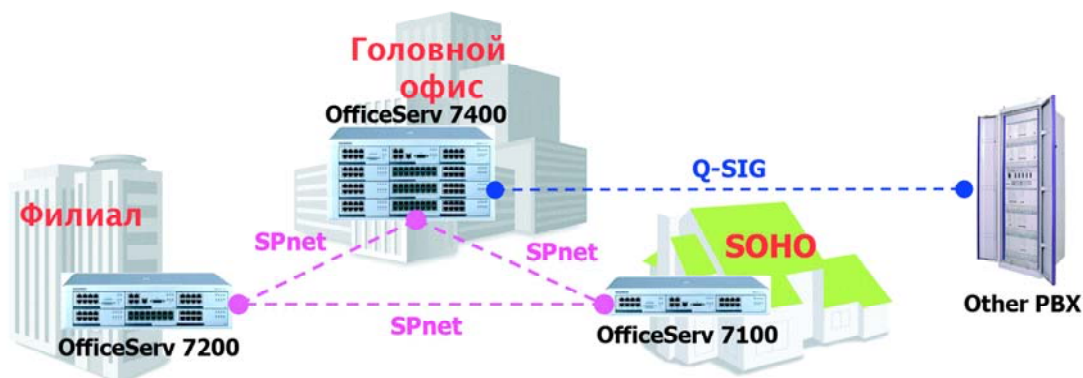 Головной
офис
OfficeServ 7400
Q-SIG
Филиал
SPnet
SPnet
SOHO
SPnet
Other PBX
OfficeServ 7200
OfficeServ 7100